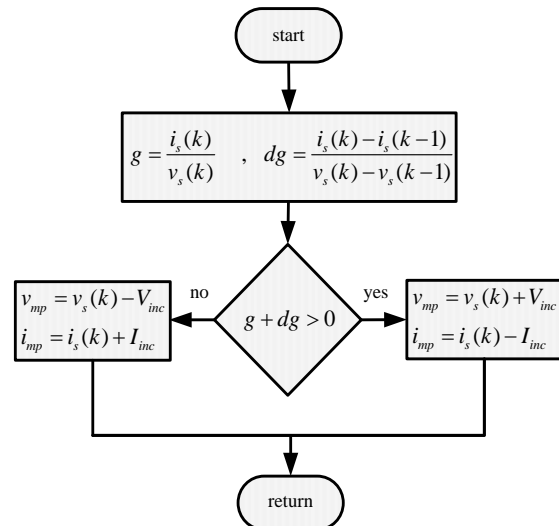 start
g = i_s(k) / v_s(k) , dg = i_s(k) − i_s(k−1) / v_s(k) − v_s(k−1)
no
yes
v_mp = v_s(k) − V_inc
i_mp = i_s(k) + I_inc
g + dg > 0
v_mp = v_s(k) + V_inc
i_mp = i_s(k) − I_inc
return